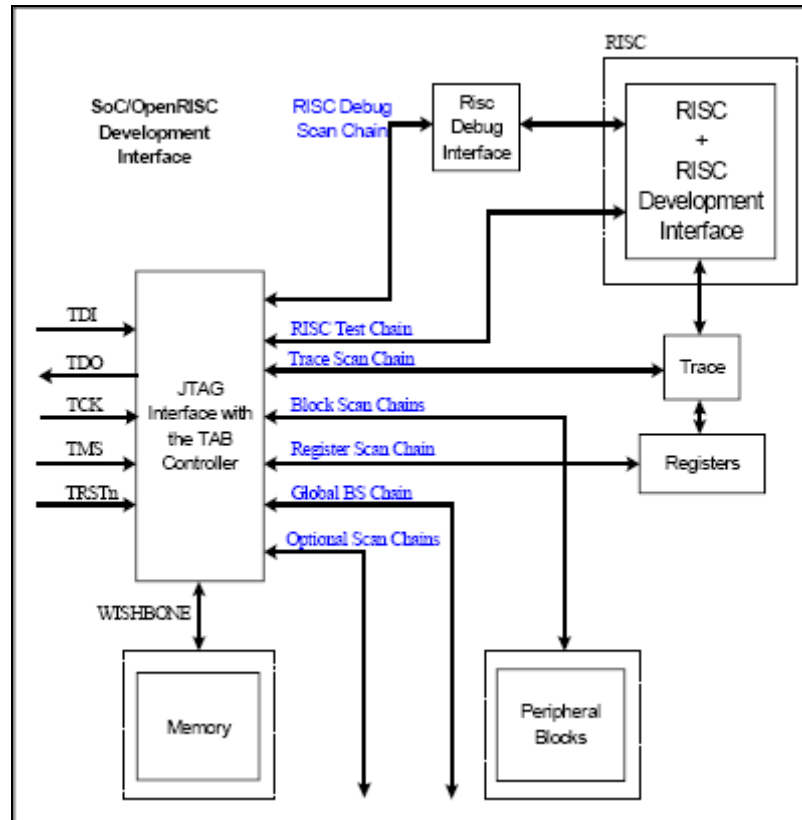 RISC
SoC/OpenRISC
Development
Interface
RISC Debug
Scan Chain
Risc
Debug
Interface
RISC
+
RISC
Development
Interface
TDI
TDO
TCK
TMS
TRSTn
JTAG
Interface with
the TAB
Controller
RISC Test Chain
Trace Scan Chain
Block Scan Chains
Register Scan Chain
Global BS Chain
Optional Scan Chains
Trace
Registers
WISHBONE
Memory
Peripheral
Blocks